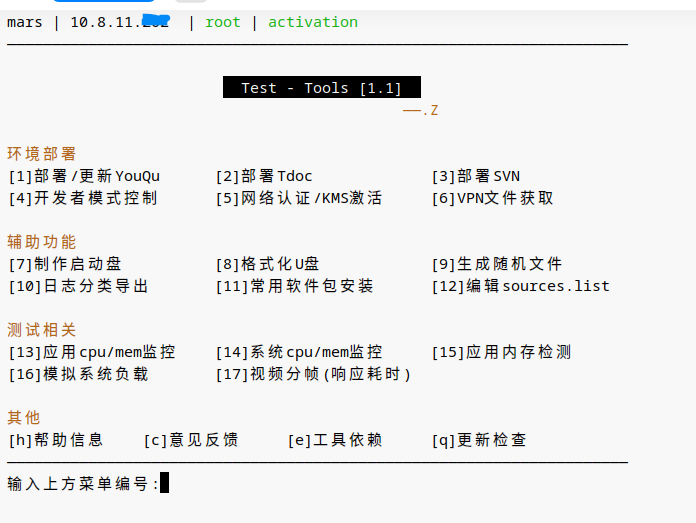 mars | 10.8.11. | root | activation
Test - Tools [1.1]
——.Z
环境部署
[1]部署/更新YouQu [2]部署Tdoc [3]部署SVN
[4]开发者模式控制 [5]网络认证/KMS激活 [6]VPN文件获取
辅助功能
[7]制作启动盘 [8]格式化U盘 [9]生成随机文件
[10]日志分类导出 [11]常用软件包安装 [12]编辑sources.list
测试相关
[13]应用cpu/mem监控 [14]系统cpu/mem监控 [15]应用内存检测
[16]模拟系统负载 [17]视频分帧(响应耗时)
其他
[h]帮助信息 [c]意见反馈 [e]工具依赖 [q]更新检查
输入上方菜单编号: